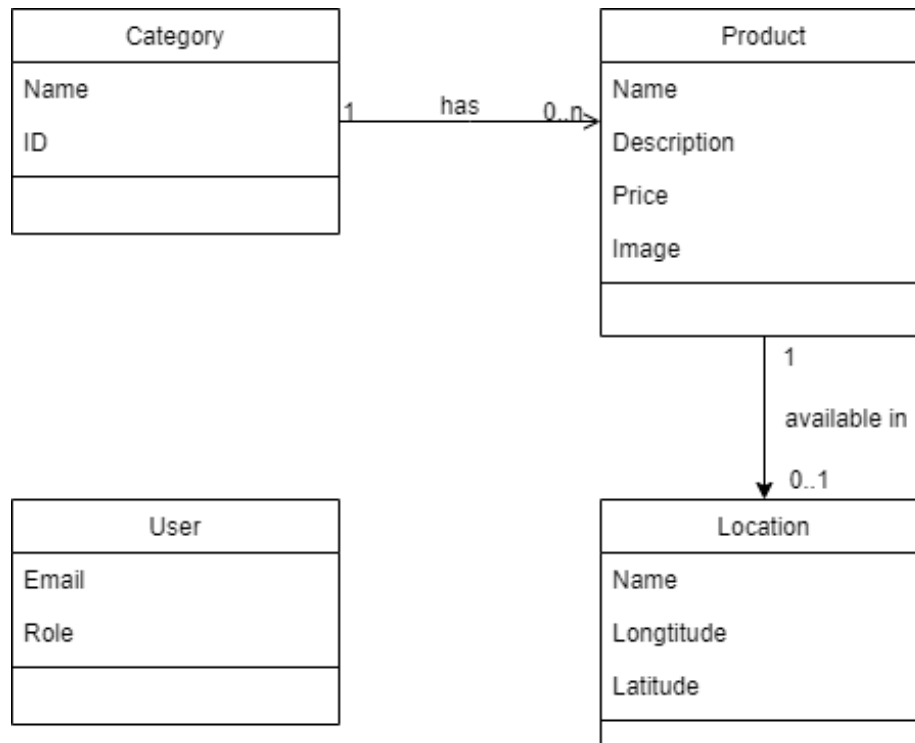 Category
Name
ID
1
has
0..n
Product
Name
Description
Price
Image
1
available in
0..1
User
Email
Role
Location
Name
Longtitude
Latitude